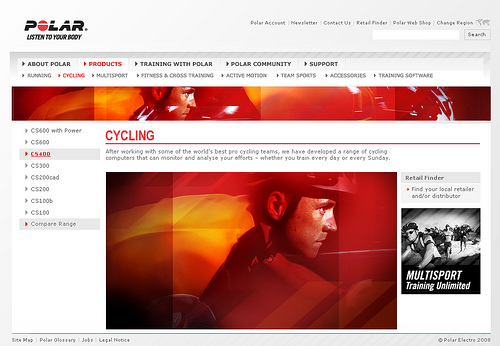 POLAR.
LISTEN TO YOUR BODY
Polar Account | Newsletter | Contact Us | Retail Finder | Polar Web Shop | Change Region
Search
ABOUT POLAR PRODUCTS TRAINING WITH POLAR POLAR COMMUNITY SUPPORT
RUNNING CYCLING MULTISPORT FITNESS & CROSS TRAINING ACTIVE MOTION TEAM SPORTS ACCESSORIES TRAINING SOFTWARE
CS600 with Power
CS600
CS400
CS300
CS200cad
CS200
CS100b
CS100
Compare Range
CYCLING
After working with some of the world's best pro cycling teams, we have developed a range of cycling
computers that can monitor and analyse your efforts – whether you train every day or every Sunday.
Retail Finder
Find your local retailer
and/or distributor
MULTISPORT
Training Unlimited
Site Map | Polar Glossary | Jobs | Legal Notice
© Polar Electro 2008